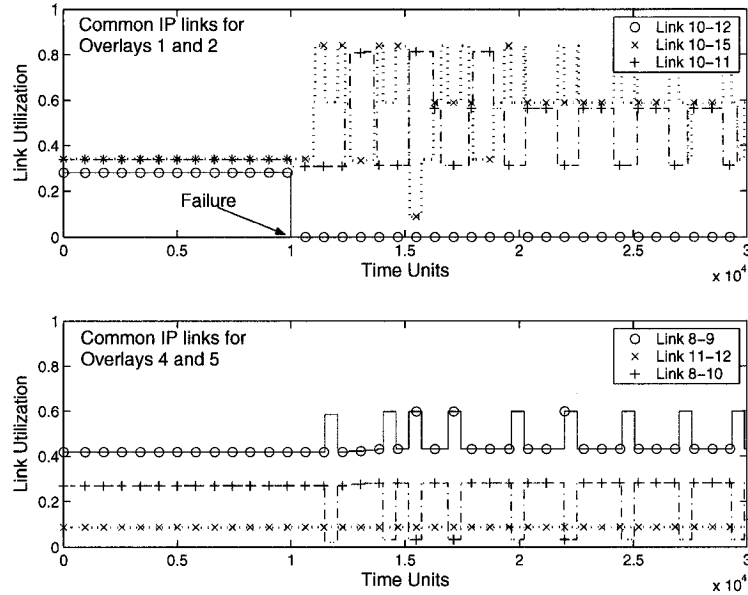 Common IP links for
Overlays 1 and 2
Link 10-12
Link 10-15
Link 10-11
1
0.8
0.6
0.4
0.2
0
Link Utilization
Failure
0 0.5 1 1.5 2 2.5 3
Time Units
x 10^4
Common IP links for
Overlays 4 and 5
Link 8-9
Link 11-12
Link 8-10
1
0.8
0.6
0.4
0.2
0
Link Utilization
0 0.5 1 1.5 2 2.5 3
Time Units
x 10^4